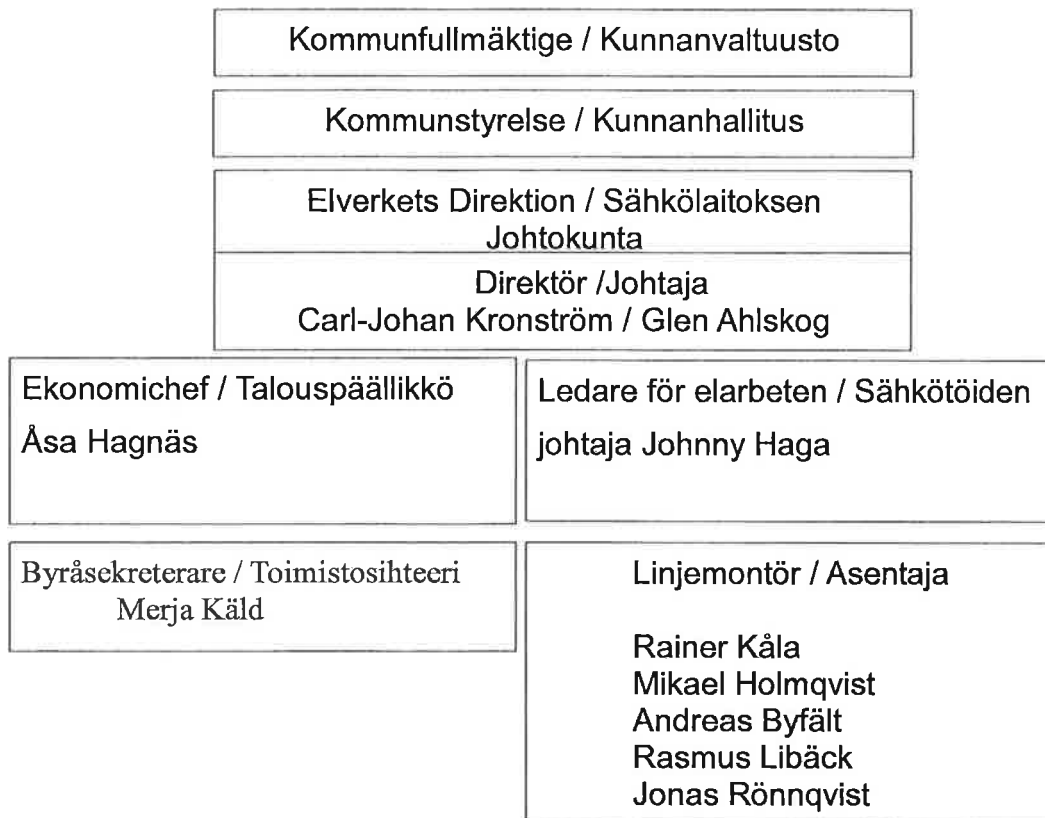 Kommunfullmäktige / Kunnanvaltuusto
Kommunstyrelse / Kunnanhallitus
Elverkets Direktion / Sähkölaitoksen
Johtokunta
Direktör /Johtaja
Carl-Johan Kronström / Glen Ahlskog
Ekonomichef / Talouspäällikkö
Åsa Hagnäs
Ledare för elarbeten / Sähkötöiden
johtaja Johnny Haga
Byråsekreterare / Toimistosihteeri
Merja Käld
Linjemontör / Asentaja
Rainer Kåla
Mikael Holmqvist
Andreas Byfält
Rasmus Libäck
Jonas Rönnqvist